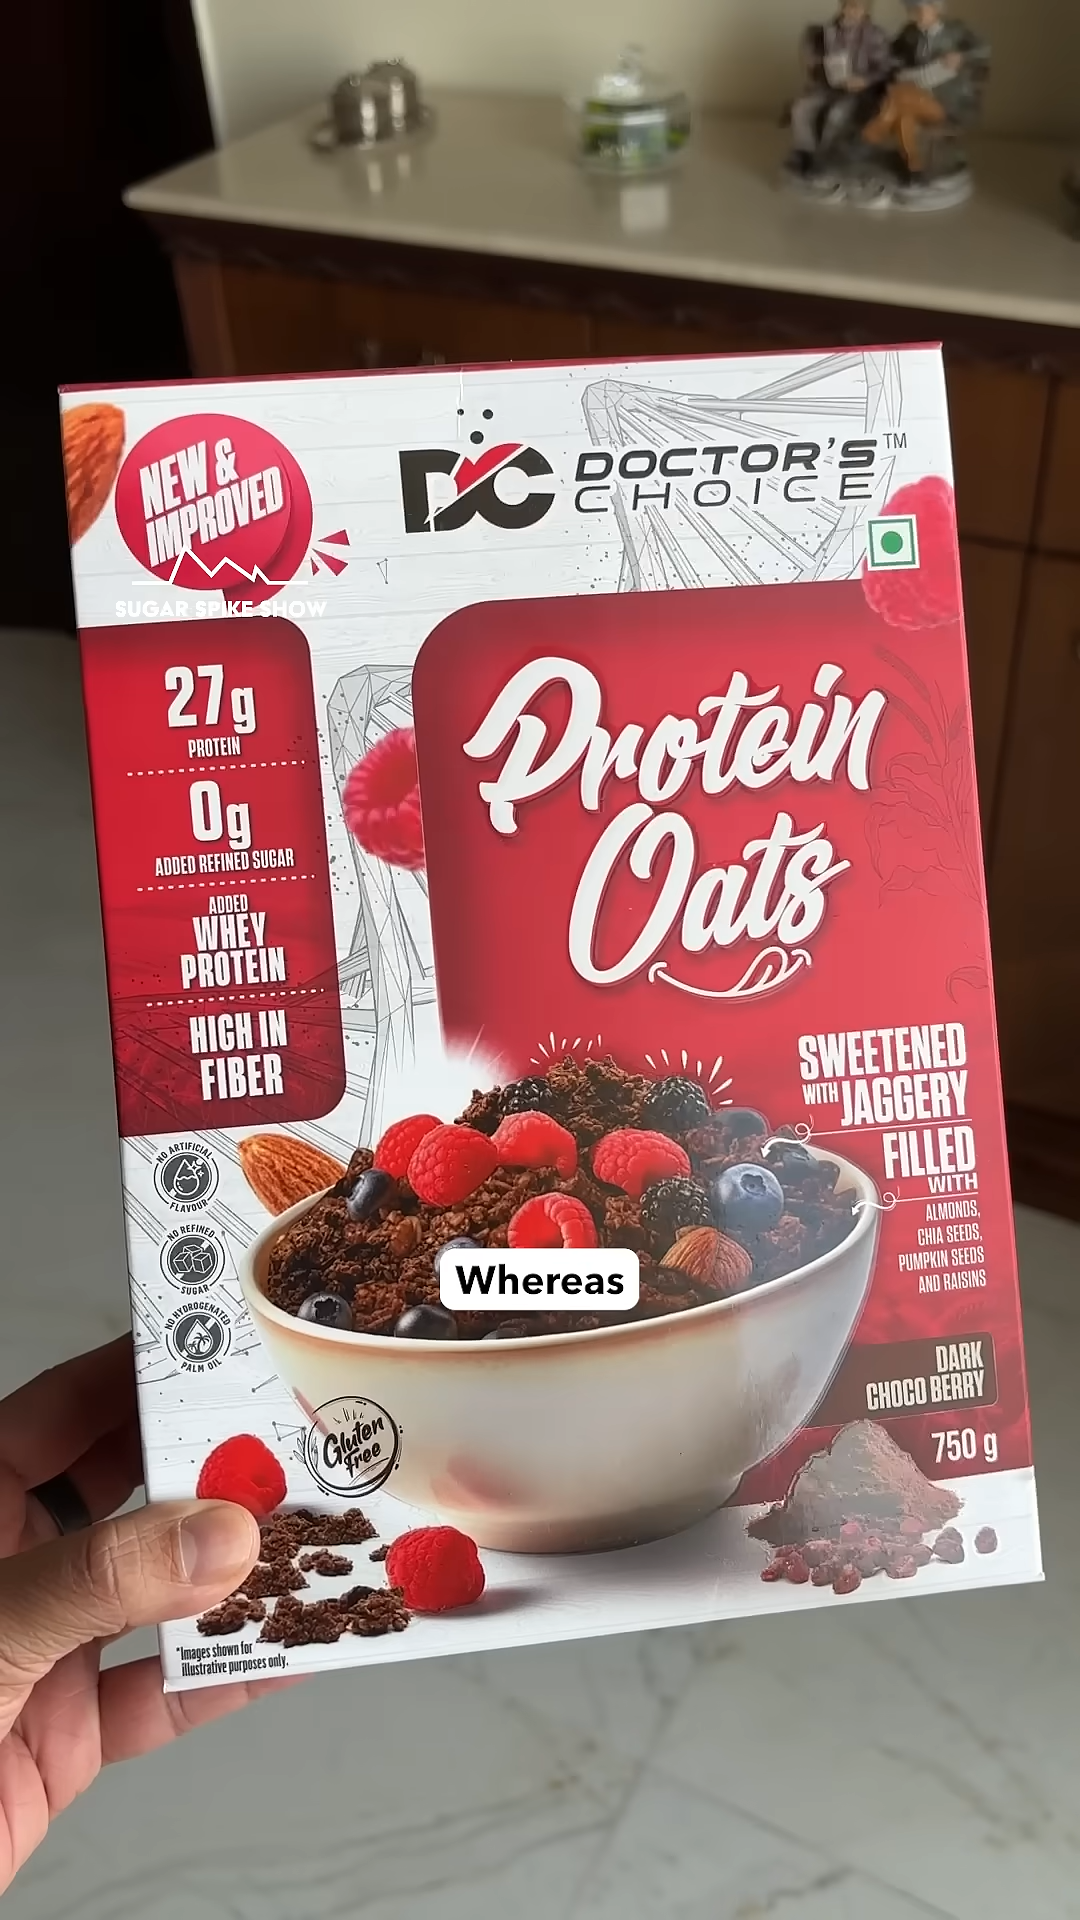 NEW &
IMPROVED
DC
DOCTOR'S™
CHOICE
SUGAR SPIKE SHOW
27g
PROTEIN
0g
ADDED REFINED SUGAR
ADDED
WHEY
PROTEIN
HIGH IN
FIBER
Protein
Oats
SWEETENED
WITH JAGGERY
FILLED
WITH
ALMONDS,
CHIA SEEDS,
PUMPKIN SEEDS
AND RAISINS
NO ARTIFICIAL
FLAVOUR
NO REFINED
SUGAR
NO HYDROGENATED
PALM OIL
Whereas
DARK
CHOCO BERRY
750 g
Gluten
Free
*Images shown for
illustrative purposes only.